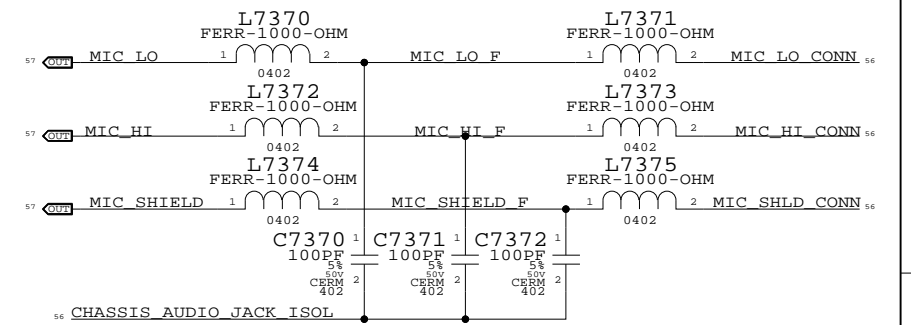 L7370
FERR-1000-OHM
57 OUT MIC_LO 1 2 MIC_LO_F
0402
L7371
FERR-1000-OHM
1 2 MIC_LO_CONN 56
0402
L7372
FERR-1000-OHM
57 OUT MIC_HI 1 2 MIC_HI_F
0402
L7373
FERR-1000-OHM
1 2 MIC_HI_CONN 56
0402
L7374
FERR-1000-OHM
57 OUT MIC_SHIELD 1 2 MIC_SHIELD_F
0402
L7375
FERR-1000-OHM
1 2 MIC_SHLD_CONN 56
0402
C7370 1
100PF
5%
50V
CERM 2
402
C7371 1
100PF
5%
50V
CERM 2
402
C7372 1
100PF
5%
50V
CERM 2
402
56 CHASSIS_AUDIO_JACK_ISOL